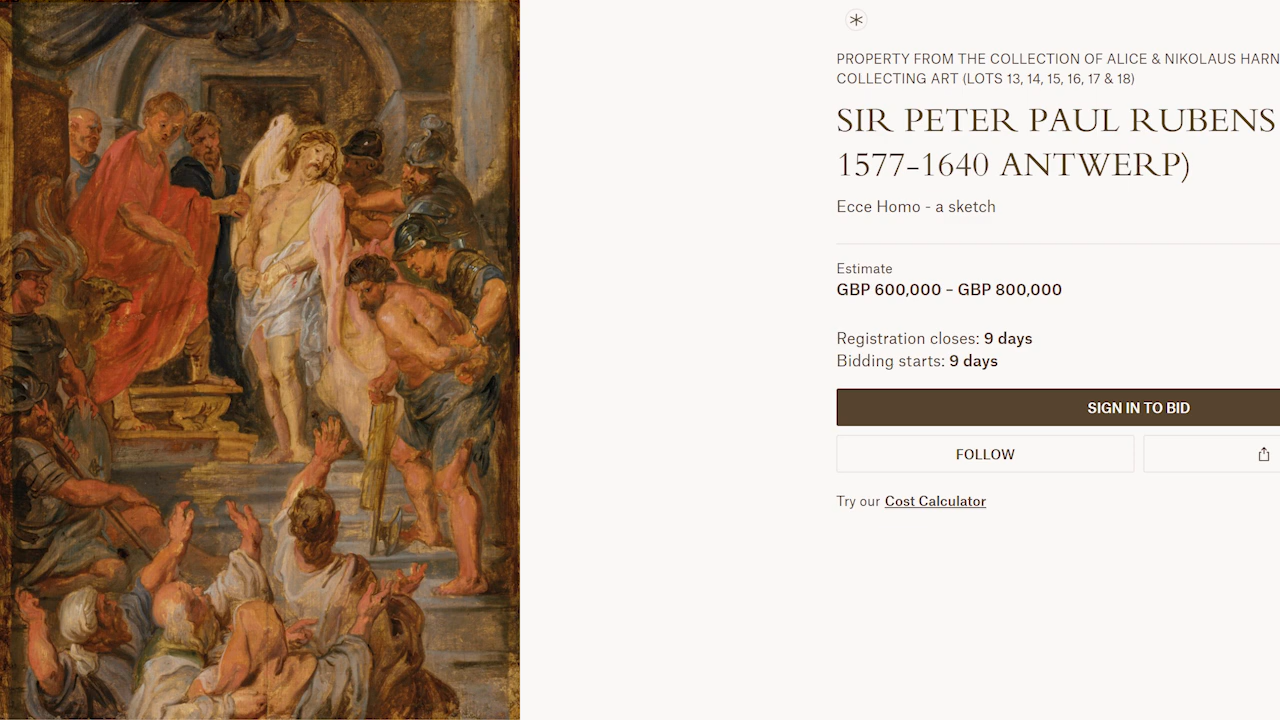 PROPERTY FROM THE COLLECTION OF ALICE & NIKOLAUS HARN
COLLECTING ART (LOTS 13, 14, 15, 16, 17 & 18)
SIR PETER PAUL RUBENS
1577–1640 ANTWERP)
Ecce Homo - a sketch
Estimate
GBP 600,000 – GBP 800,000
Registration closes: 9 days
Bidding starts: 9 days
SIGN IN TO BID
FOLLOW
Try our Cost Calculator